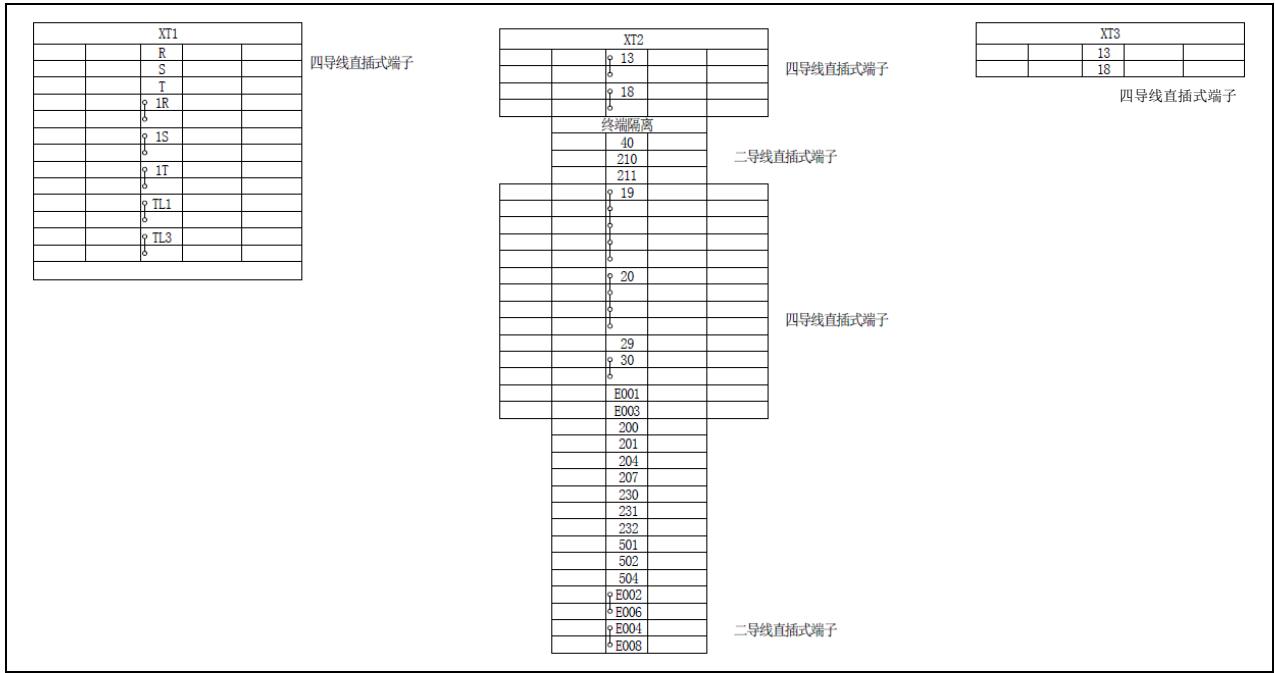 XT1
R
S
T
1R
1S
1T
TL1
TL3
四导线直插式端子
XT2
13
18
四导线直插式端子
终端隔离
40
210
211
二导线直插式端子
19
20
29
30
E001
E003
四导线直插式端子
200
201
204
207
230
231
232
501
502
504
E002
E006
E004
E008
二导线直插式端子
XT3
13
18
四导线直插式端子